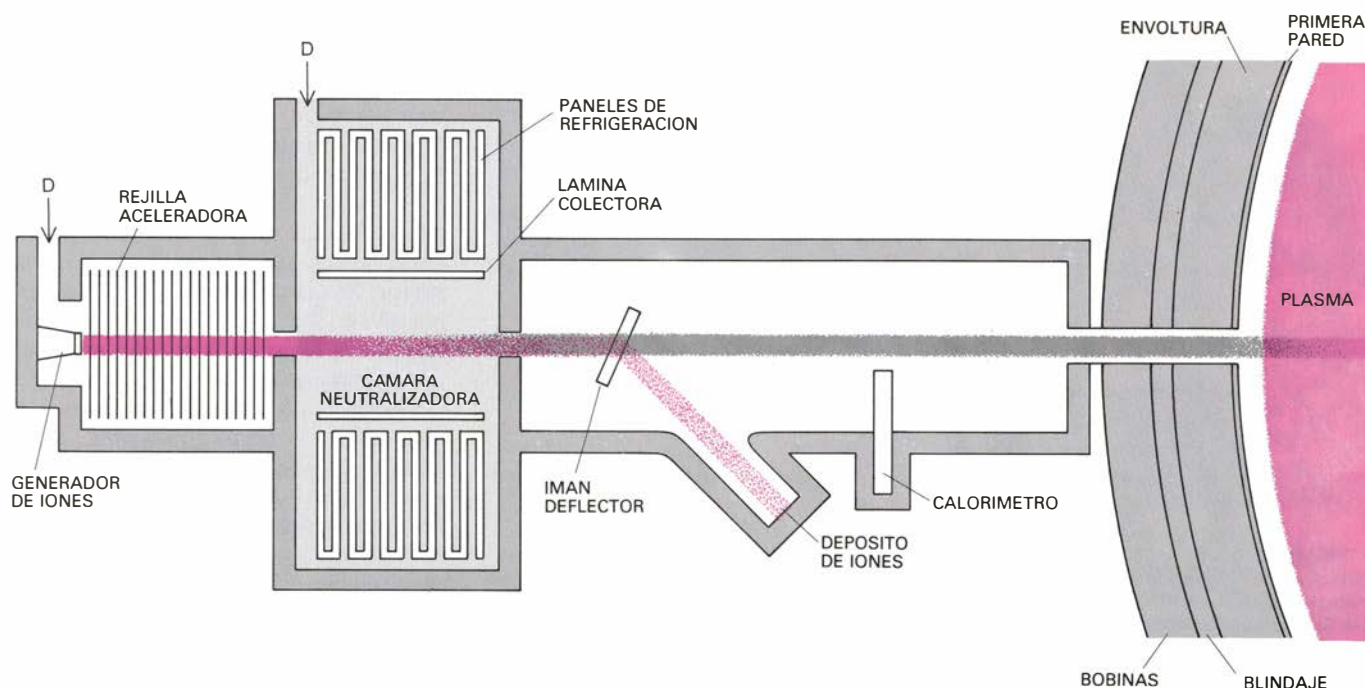 ENVOLTURA
PRIMERA
PARED
D
PANELES DE
REFRIGERACION
D
REJILLA
ACELERADORA
LAMINA
COLECTORA
PLASMA
CAMARA
NEUTRALIZADORA
GENERADOR
DE IONES
IMAN
DEFLECTOR
CALORIMETRO
DEPOSITO
DE IONES
BOBINAS
BLINDAJE